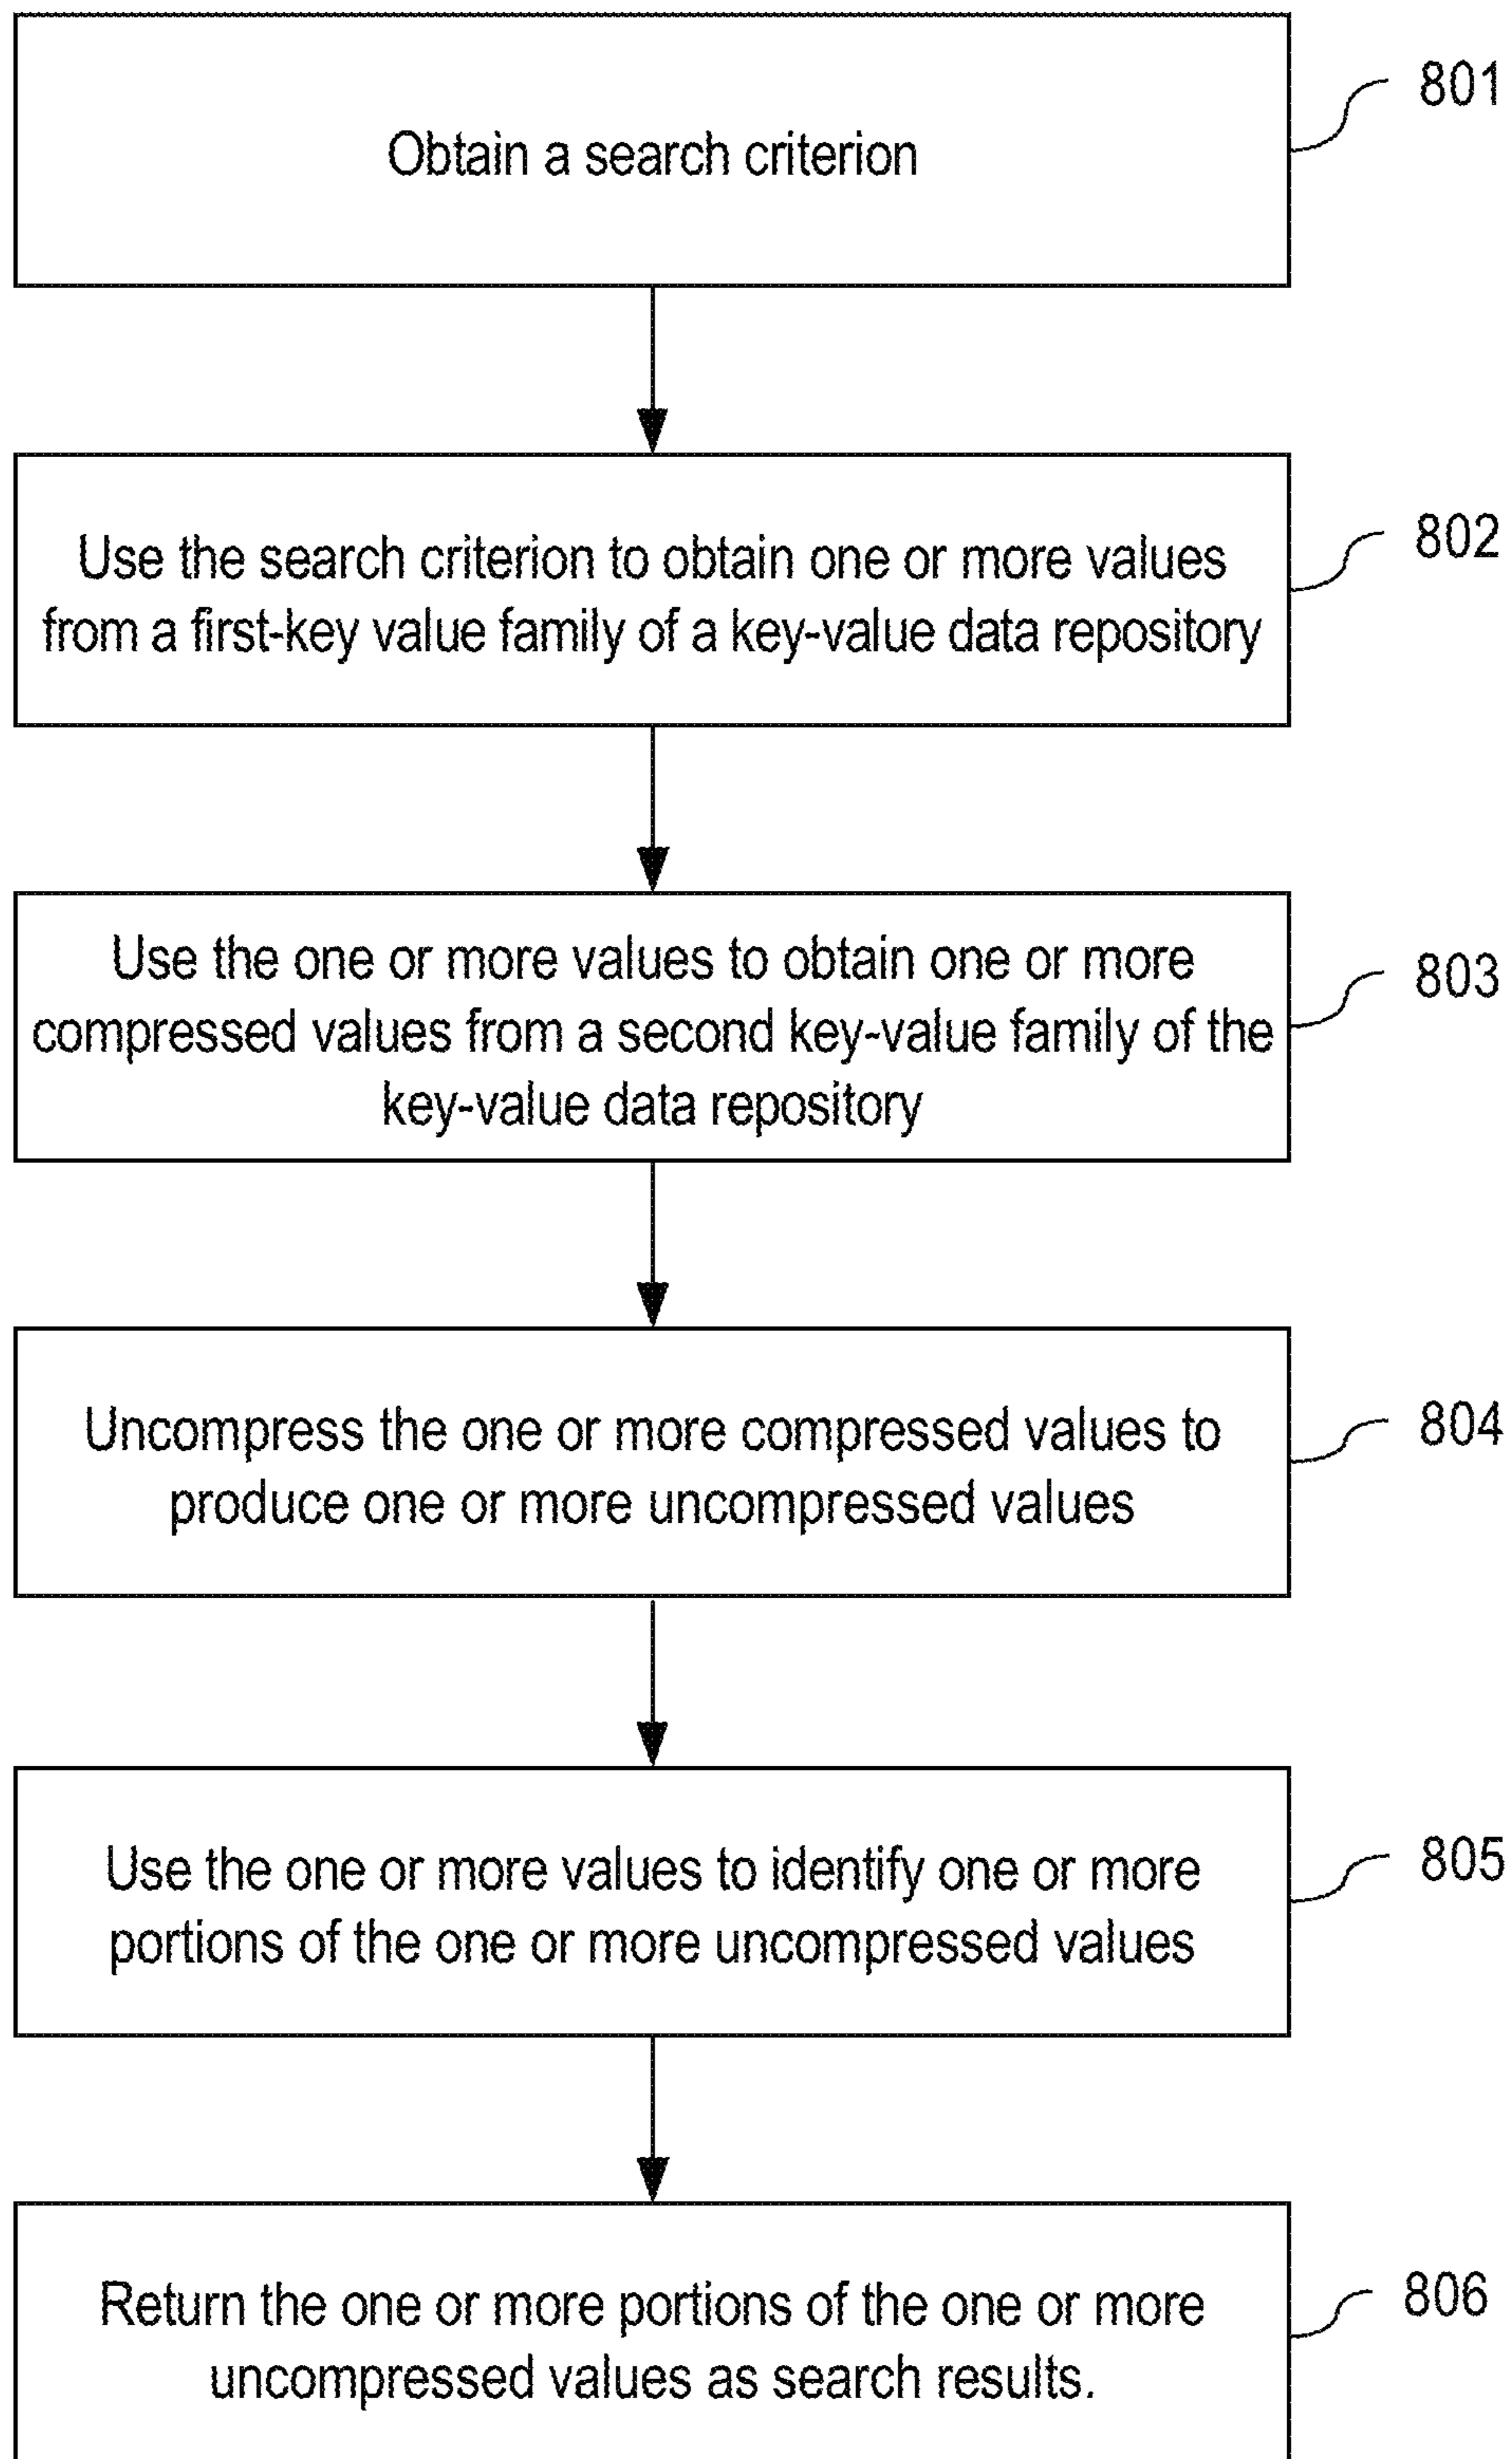 Obtain a search criterion
801
Use the search criterion to obtain one or more values
from a first-key value family of a key-value data repository
802
Use the one or more values to obtain one or more
compressed values from a second key-value family of the
key-value data repository
803
Uncompress the one or more compressed values to
produce one or more uncompressed values
804
Use the one or more values to identify one or more
portions of the one or more uncompressed values
805
Return the one or more portions of the one or more
uncompressed values as search results.
806